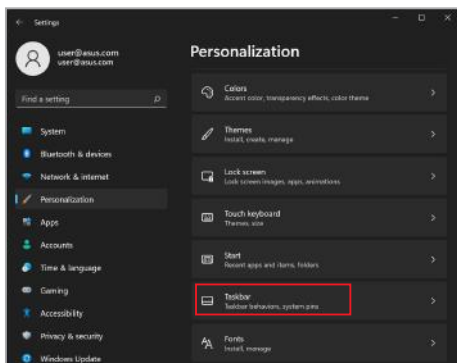 Settings
user@asus.com
user@asus.com
Find a setting
System
Bluetooth & devices
Network & internet
Personalization
Apps
Accounts
Time & language
Gaming
Accessibility
Privacy & security
Windows Update
Personalization
Colors
Accent color, transparency effects, color theme
Themes
Install, create, manage
Lock screen
Lock screen images, apps, animations
Touch keyboard
Themes, size
Start
Recent apps and items, folders
Taskbar
Taskbar behaviors, system pins
Fonts
Install, manage